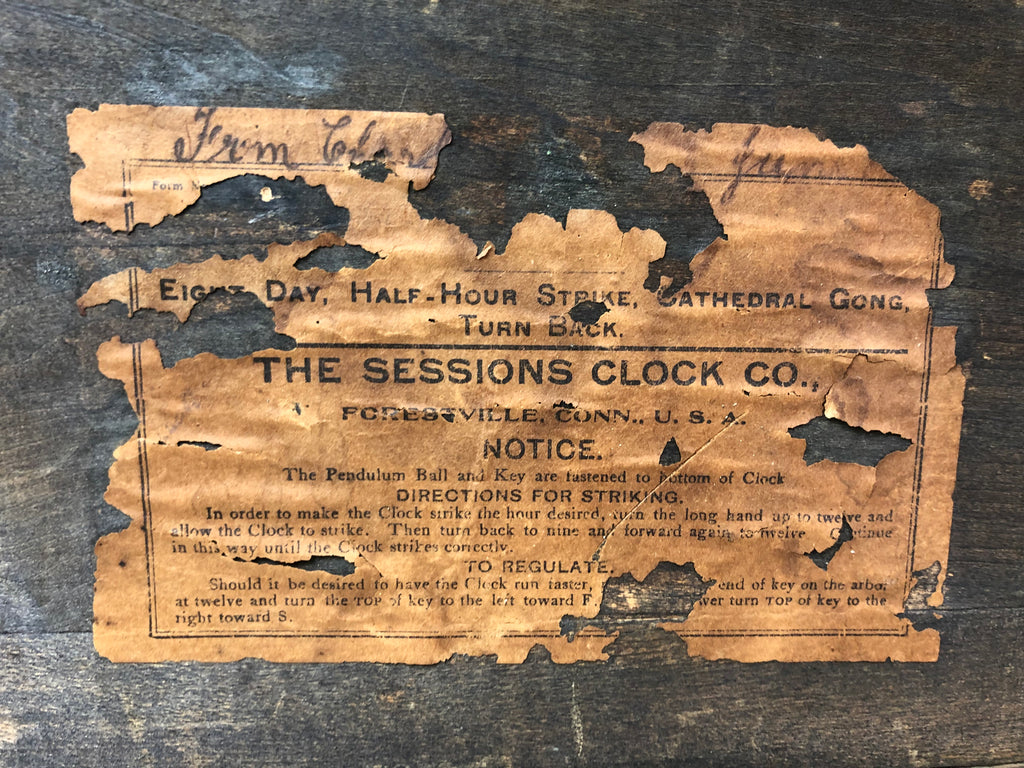 From
Form
EIGHT DAY, HALF-HOUR STRIKE, CATHEDRAL GONG,
TURN BACK.
THE SESSIONS CLOCK CO.,
FORESTVILLE, CONN., U. S. A.
NOTICE.
The Pendulum Ball and Key are fastened to bottom of Clock
DIRECTIONS FOR STRIKING.
In order to make the Clock strike the hour desired, turn the long hand up to twelve and
allow the Clock to strike. Then turn back to nine and forward again to twelve Continue
in this way until the Clock strikes correctly.
TO REGULATE.
Should it be desired to have the Clock run faster, end of key on the arbor
at twelve and turn the TOP of key to the left toward F turn TOP of key to the
right toward S.